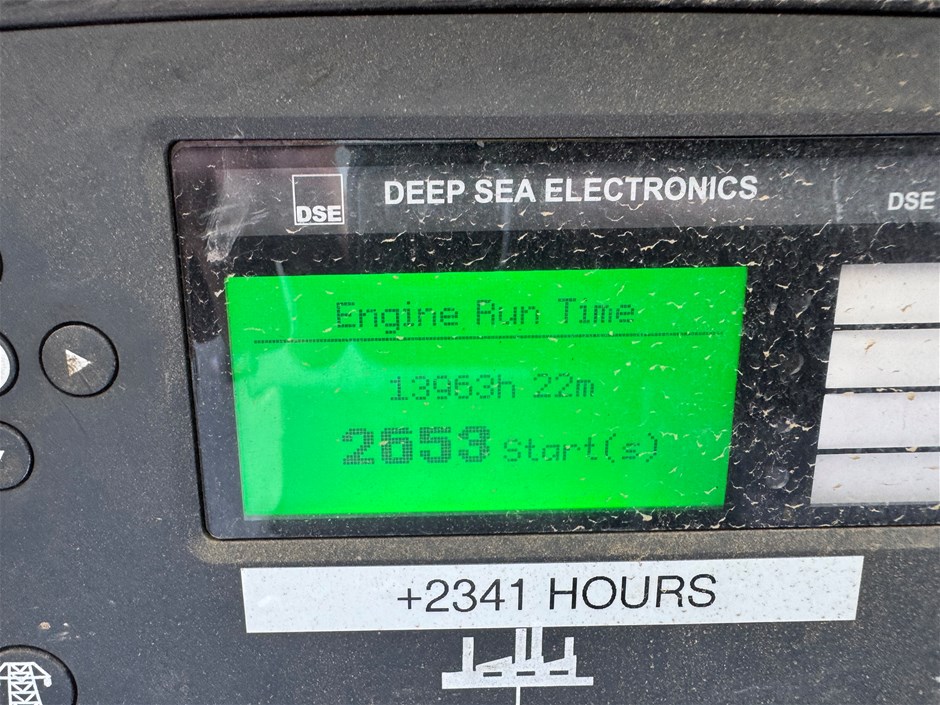 DSE
DEEP SEA ELECTRONICS
DSE
Engine Run Time
13963h 22m
2653 Start(s)
+2341 HOURS